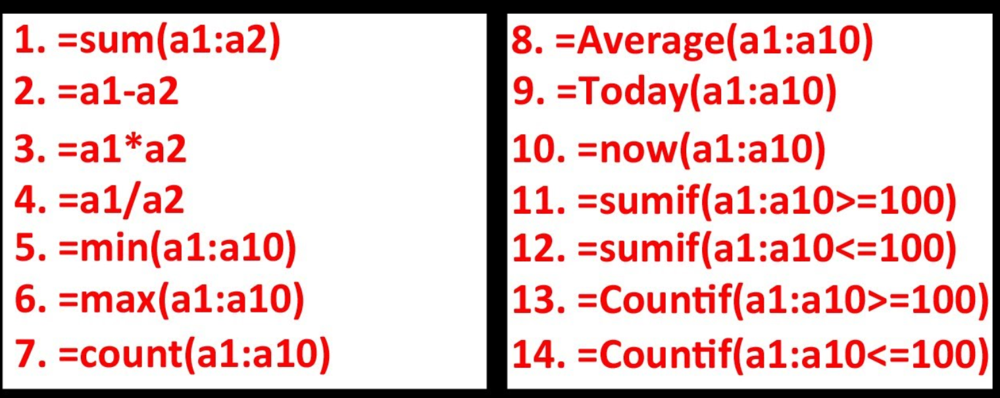 1. =sum(a1:a2)
2. =a1-a2
3. =a1*a2
4. =a1/a2
5. =min(a1:a10)
6. =max(a1:a10)
7. =count(a1:a10)
8. =Average(a1:a10)
9. =Today(a1:a10)
10. =now(a1:a10)
11. =sumif(a1:a10>=100)
12. =sumif(a1:a10<=100)
13. =Countif(a1:a10>=100)
14. =Countif(a1:a10<=100)